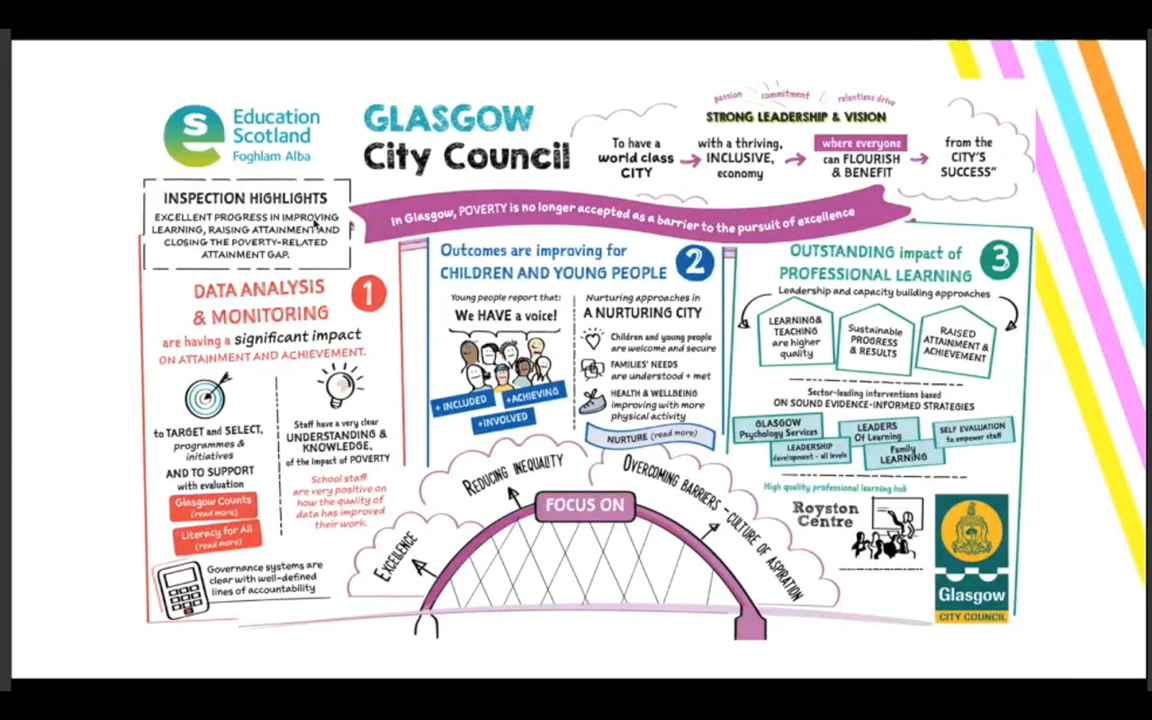 Education
Scotland
Foghlam Alba
GLASGOW
City Council
passion commitment relentless drive
STRONG LEADERSHIP & VISION
To have a
world class
CITY
with a thriving,
INCLUSIVE,
economy
where everyone
can FLOURISH
& BENEFIT
from the
CITY'S
SUCCESS"
INSPECTION HIGHLIGHTS
EXCELLENT PROGRESS IN IMPROVING
LEARNING, RAISING ATTAINMENT AND
CLOSING THE POVERTY-RELATED
ATTAINMENT GAP.
In Glasgow, POVERTY is no longer accepted as a barrier to the pursuit of excellence
DATA ANALYSIS
& MONITORING
1
are having a significant impact
ON ATTAINMENT AND ACHIEVEMENT.
to TARGET and SELECT,
programmes &
initiatives
AND TO SUPPORT
with evaluation
Glasgow Counts
(read more)
Literacy for All
(read more)
Staff have a very clear
UNDERSTANDING &
KNOWLEDGE,
of the impact of POVERTY
School staff
are very positive on
how the quality of
data has improved
their work.
Governance systems are
clear with well-defined
lines of accountability
Outcomes are improving for
CHILDREN AND YOUNG PEOPLE
2
Young people report that:
We HAVE a voice!
+ INCLUDED
+ACHIEVING
+INVOLVED
Nurturing approaches in
A NURTURING CITY
Children and young people
are welcome and secure
FAMILIES' NEEDS
are understood + met
HEALTH & WELLBEING
improving with more
physical activity
NURTURE (read more)
OUTSTANDING impact of
PROFESSIONAL LEARNING
3
Leadership and capacity building approaches
LEARNING&
TEACHING
are higher
quality
Sustainable
PROGRESS
& RESULTS
RAISED
ATTAINMENT &
ACHIEVEMENT
Sector-leading interventions based
ON SOUND EVIDENCE-INFORMED STRATEGIES
GLASGOW
Psychology Services
LEADERSHIP
development - all levels
LEADERS
Of Learning
Family
LEARNING
SELF EVALUATION
to empower staff
High quality professional learning hub
Royston
Centre
FOCUS ON
EXCELLENCE
REDUCING INEQUALITY
OVERCOMING BARRIERS - CULTURE OF ASPIRATION
Glasgow
CITY COUNCIL